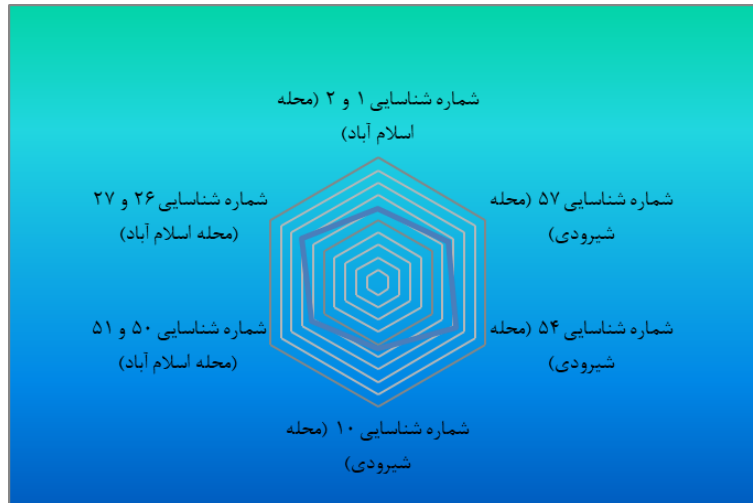 شماره شناسایی ۱ و ۲ (محله
اسلام آباد)
شماره شناسایی ۵۷ (محله
شیرودی)
شماره شناسایی ۵۴ (محله
شیرودی)
شماره شناسایی ۱۰ (محله
شیرودی)
شماره شناسایی ۵۰ و ۵۱
(محله اسلام آباد)
شماره شناسایی ۲۶ و ۲۷
(محله اسلام آباد)